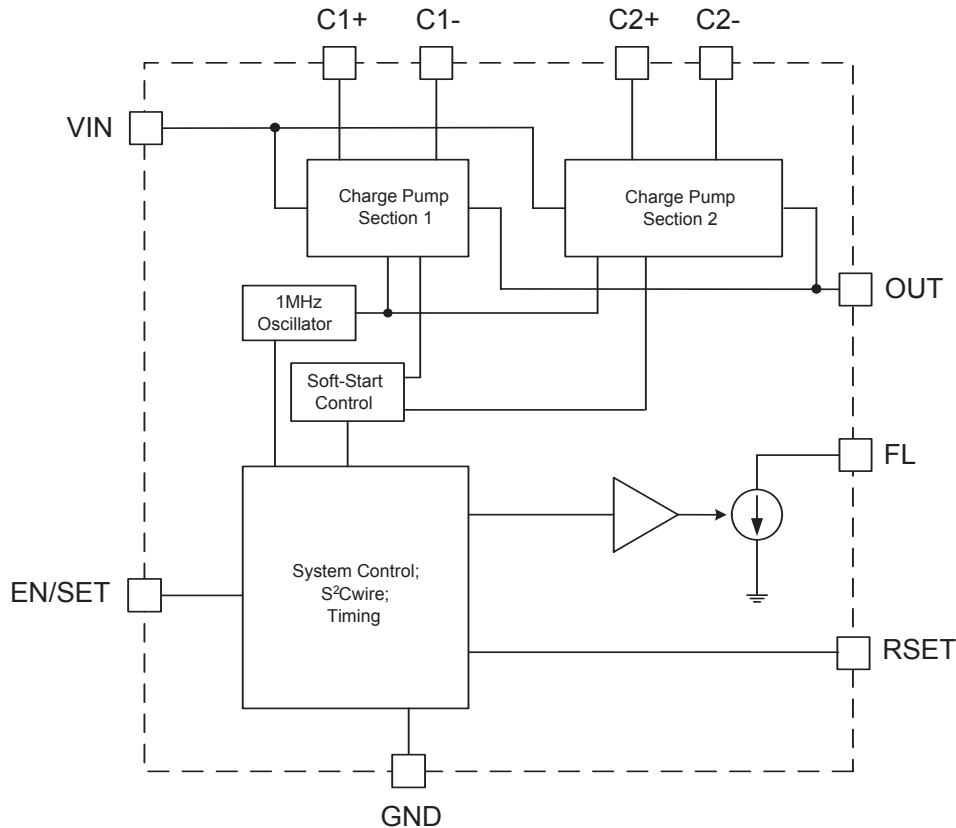 C1+
C1-
C2+
C2-
VIN
Charge Pump
Section 1
Charge Pump
Section 2
OUT
1MHz
Oscillator
Soft-Start
Control
FL
System Control;
S²Cwire;
Timing
EN/SET
RSET
GND